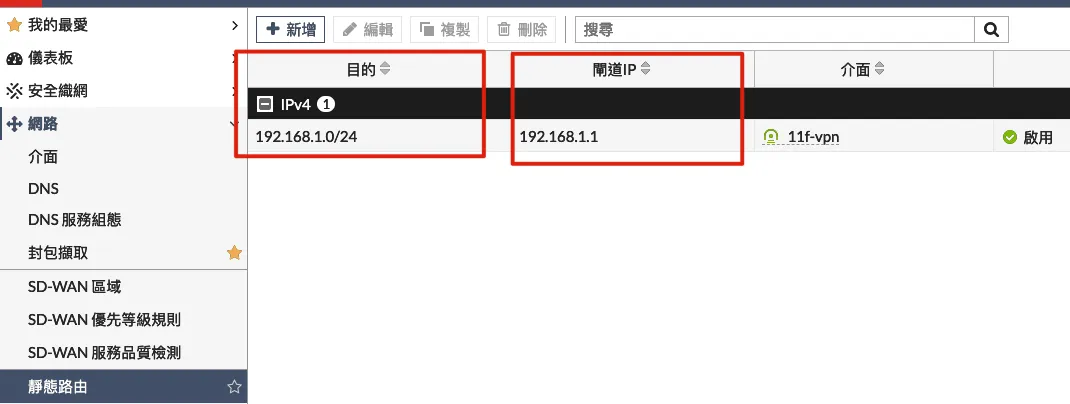 我的最愛
儀表板
安全織網
網路
介面
DNS
DNS 服務組態
封包擷取
SD-WAN 區域
SD-WAN 優先等級規則
SD-WAN 服務品質檢測
靜態路由
新增 編輯 複製 刪除 搜尋
目的 閘道IP 介面
IPv4 1
192.168.1.0/24 192.168.1.1 11f-vpn 啟用